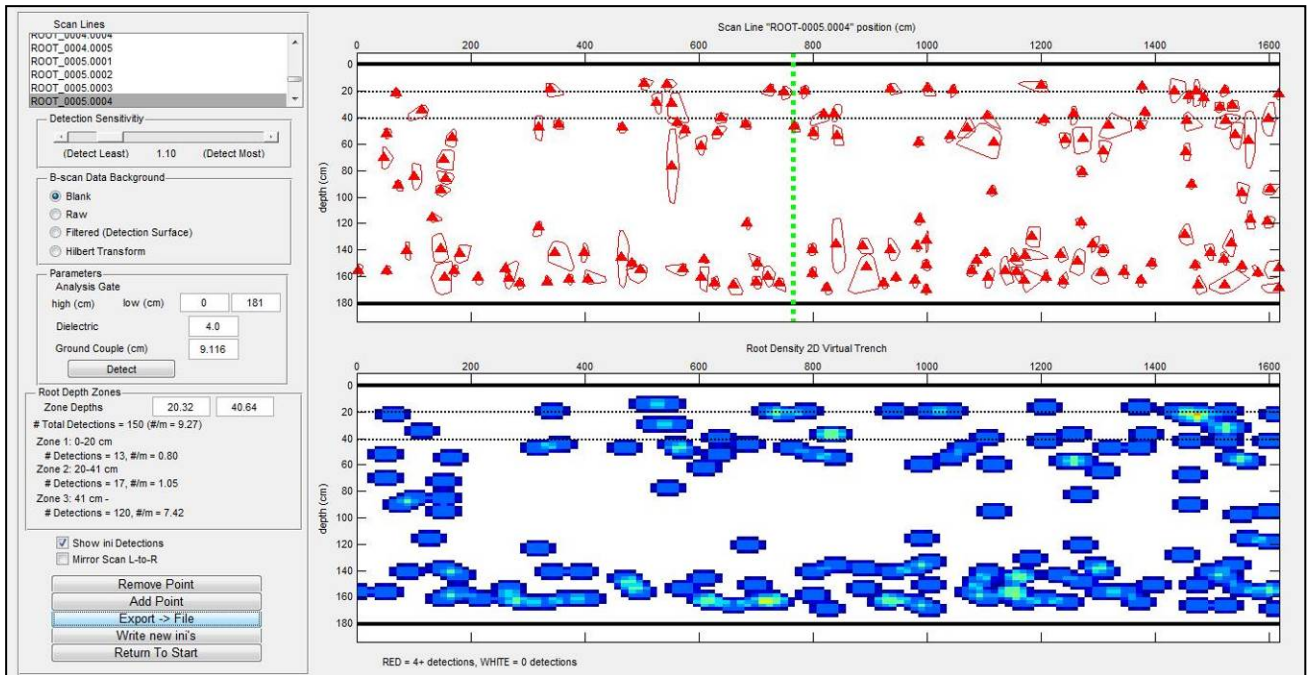 Scan Lines
ROOT_0004.0004
ROOT_0004.0005
ROOT_0005.0001
ROOT_0005.0002
ROOT_0005.0003
ROOT_0005.0004
Detection Sensitivitiy
(Detect Least) 1.10 (Detect Most)
B-scan Data Background
Blank
Raw
Filtered (Detection Surface)
Hilbert Transform
Parameters
Analysis Gate
high (cm) low (cm) 0 181
Dielectric 4.0
Ground Couple (cm) 9.116
Detect
Root Depth Zones
Zone Depths 20.32 40.64
# Total Detections = 150 (#/m = 9.27)
Zone 1: 0-20 cm
# Detections = 13, #/m = 0.80
Zone 2: 20-41 cm
# Detections = 17, #/m = 1.05
Zone 3: 41 cm -
# Detections = 120, #/m = 7.42
Show ini Detections
Mirror Scan L-to-R
Remove Point
Add Point
Export -> File
Write new ini's
Return To Start
Scan Line "ROOT-0005.0004" position (cm)
0 200 400 600 800 1000 1200 1400 1600
0
20
40
60
80
100
120
140
160
180
depth (cm)
Root Density 2D Virtual Trench
0 200 400 600 800 1000 1200 1400 1600
0
20
40
60
80
100
120
140
160
180
depth (cm)
RED = 4+ detections, WHITE = 0 detections